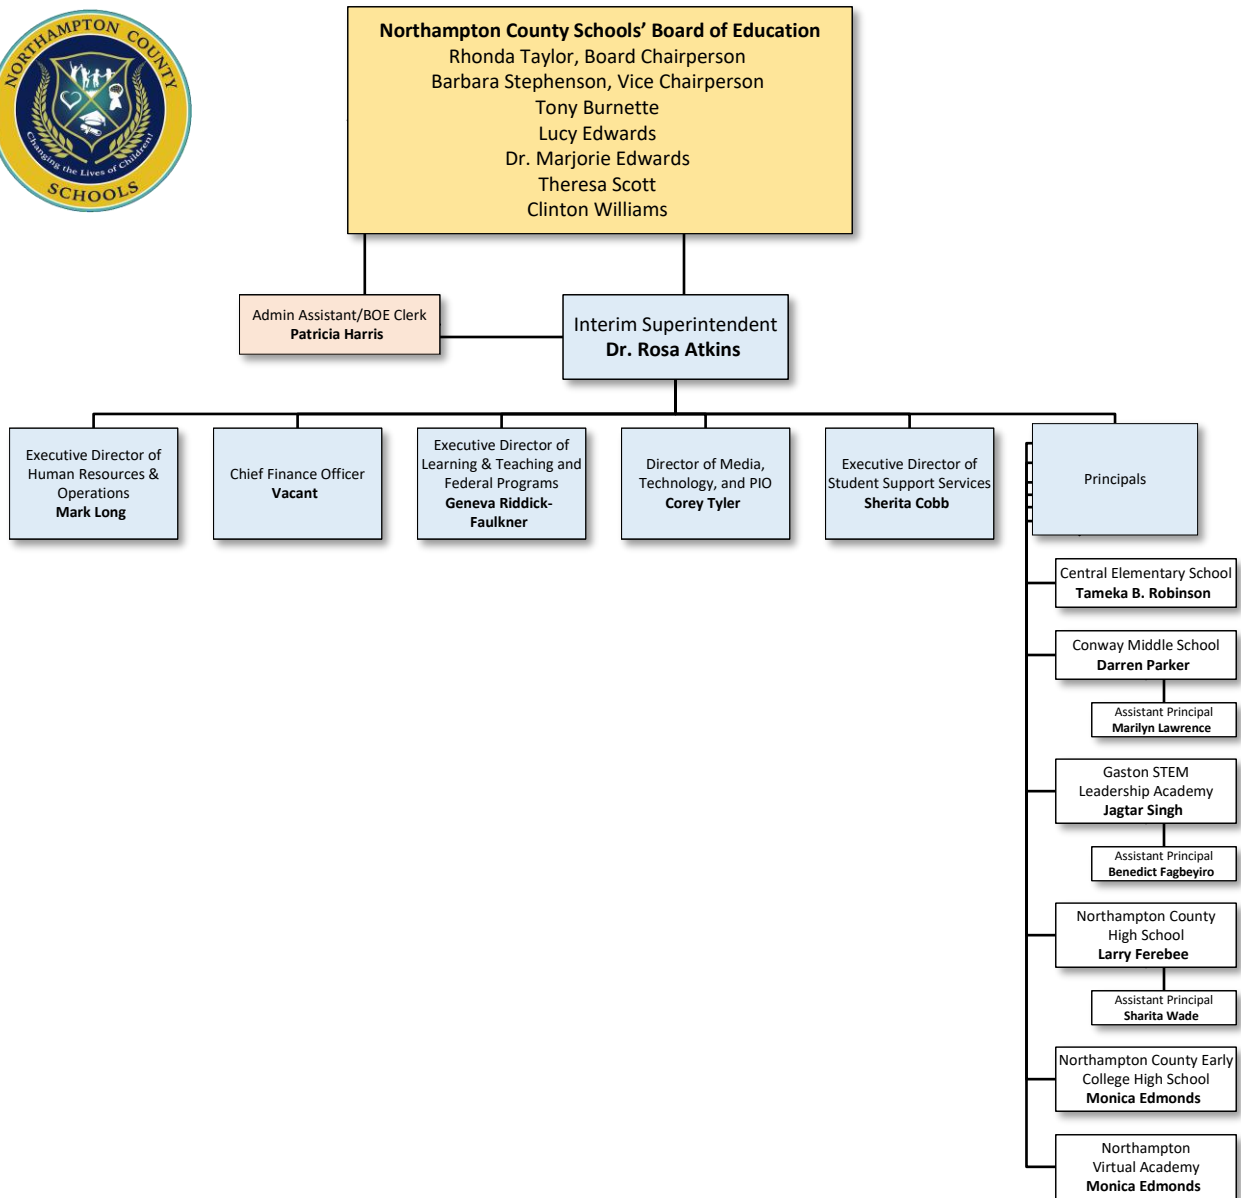 NORTHAMPTON COUNTY
Changing the Lives of Children!
SCHOOLS
Northampton County Schools’ Board of Education
Rhonda Taylor, Board Chairperson
Barbara Stephenson, Vice Chairperson
Tony Burnette
Lucy Edwards
Dr. Marjorie Edwards
Theresa Scott
Clinton Williams
Admin Assistant/BOE Clerk
Patricia Harris
Interim Superintendent
Dr. Rosa Atkins
Executive Director of
Human Resources &
Operations
Mark Long
Chief Finance Officer
Vacant
Executive Director of
Learning & Teaching and
Federal Programs
Geneva Riddick-
Faulkner
Director of Media,
Technology, and PIO
Corey Tyler
Executive Director of
Student Support Services
Sherita Cobb
Principals
Central Elementary School
Tameka B. Robinson
Conway Middle School
Darren Parker
Assistant Principal
Marilyn Lawrence
Gaston STEM
Leadership Academy
Jagtar Singh
Assistant Principal
Benedict Fagbeyiro
Northampton County
High School
Larry Ferebee
Assistant Principal
Sharita Wade
Northampton County Early
College High School
Monica Edmonds
Northampton
Virtual Academy
Monica Edmonds